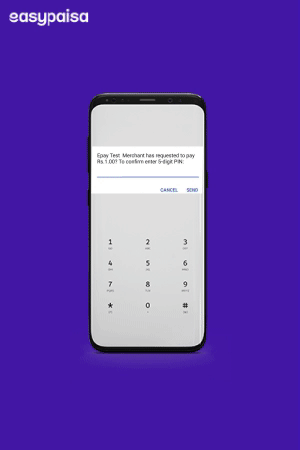 easypaisa
Epay Test Merchant has requested to pay
Rs.1.00? To confirm enter 5-digit PIN:
CANCEL SEND
1 2 3
4 5 6
7 8 9
* 0 #